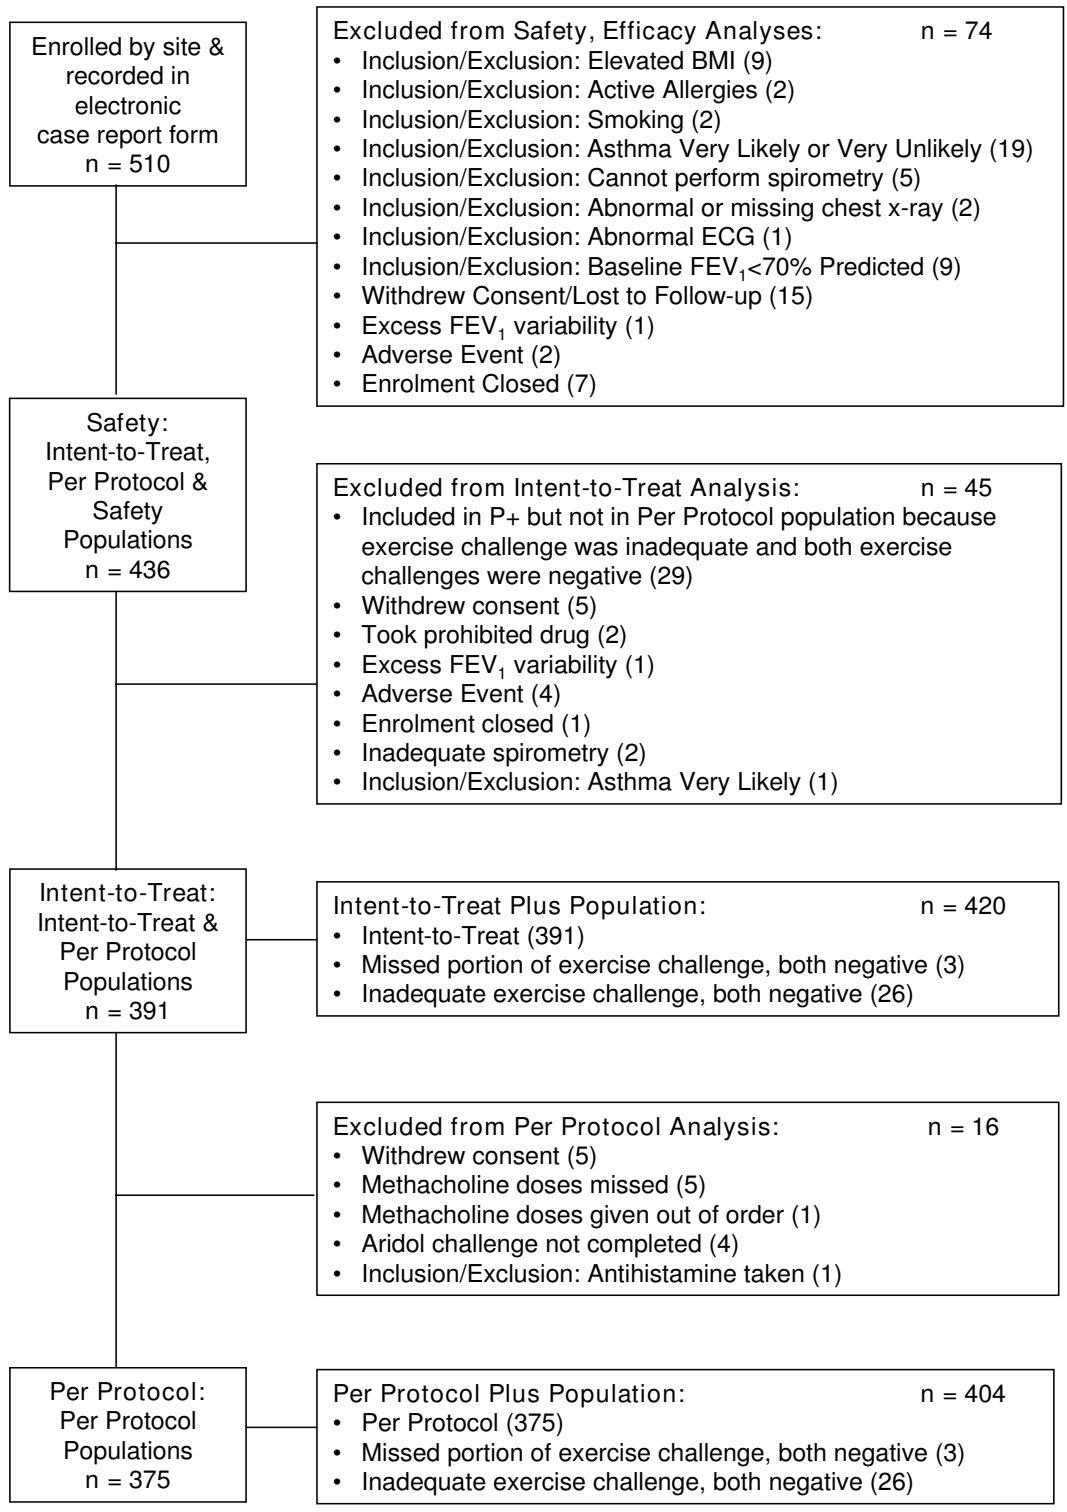 Enrolled by site &
recorded in
electronic
case report form
n = 510
Excluded from Safety, Efficacy Analyses: n = 74
• Inclusion/Exclusion: Elevated BMI (9)
• Inclusion/Exclusion: Active Allergies (2)
• Inclusion/Exclusion: Smoking (2)
• Inclusion/Exclusion: Asthma Very Likely or Very Unlikely (19)
• Inclusion/Exclusion: Cannot perform spirometry (5)
• Inclusion/Exclusion: Abnormal or missing chest x-ray (2)
• Inclusion/Exclusion: Abnormal ECG (1)
• Inclusion/Exclusion: Baseline FEV₁<70% Predicted (9)
• Withdrew Consent/Lost to Follow-up (15)
• Excess FEV₁ variability (1)
• Adverse Event (2)
• Enrolment Closed (7)
Safety:
Intent-to-Treat,
Per Protocol &
Safety
Populations
n = 436
Excluded from Intent-to-Treat Analysis: n = 45
• Included in P+ but not in Per Protocol population because
exercise challenge was inadequate and both exercise
challenges were negative (29)
• Withdrew consent (5)
• Took prohibited drug (2)
• Excess FEV₁ variability (1)
• Adverse Event (4)
• Enrolment closed (1)
• Inadequate spirometry (2)
• Inclusion/Exclusion: Asthma Very Likely (1)
Intent-to-Treat:
Intent-to-Treat &
Per Protocol
Populations
n = 391
Intent-to-Treat Plus Population: n = 420
• Intent-to-Treat (391)
• Missed portion of exercise challenge, both negative (3)
• Inadequate exercise challenge, both negative (26)
Excluded from Per Protocol Analysis: n = 16
• Withdrew consent (5)
• Methacholine doses missed (5)
• Methacholine doses given out of order (1)
• Aridol challenge not completed (4)
• Inclusion/Exclusion: Antihistamine taken (1)
Per Protocol:
Per Protocol
Populations
n = 375
Per Protocol Plus Population: n = 404
• Per Protocol (375)
• Missed portion of exercise challenge, both negative (3)
• Inadequate exercise challenge, both negative (26)